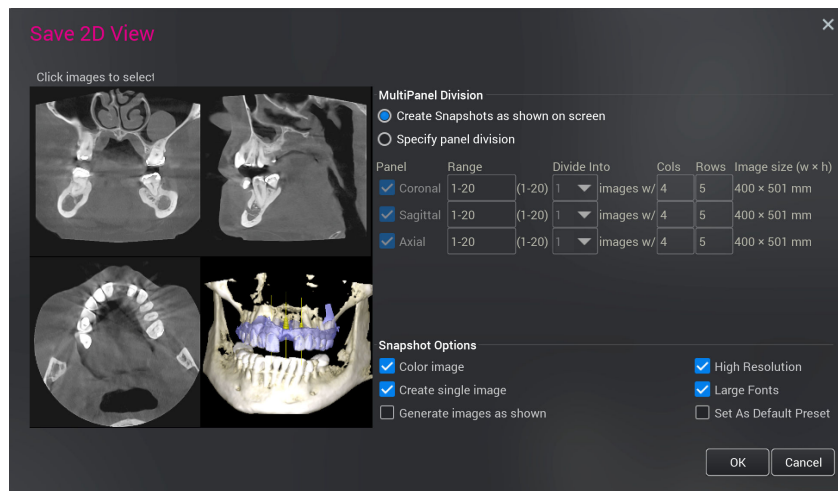 Save 2D View
Click images to select
MultiPanel Division
Create Snapshots as shown on screen
Specify panel division
Panel Range Divide Into Cols Rows Image size (w × h)
Coronal 1-20 (1-20) 1 images w/ 4 5 400 × 501 mm
Sagittal 1-20 (1-20) 1 images w/ 4 5 400 × 501 mm
Axial 1-20 (1-20) 1 images w/ 4 5 400 × 501 mm
Snapshot Options
Color image High Resolution
Create single image Large Fonts
Generate images as shown Set As Default Preset
OK Cancel